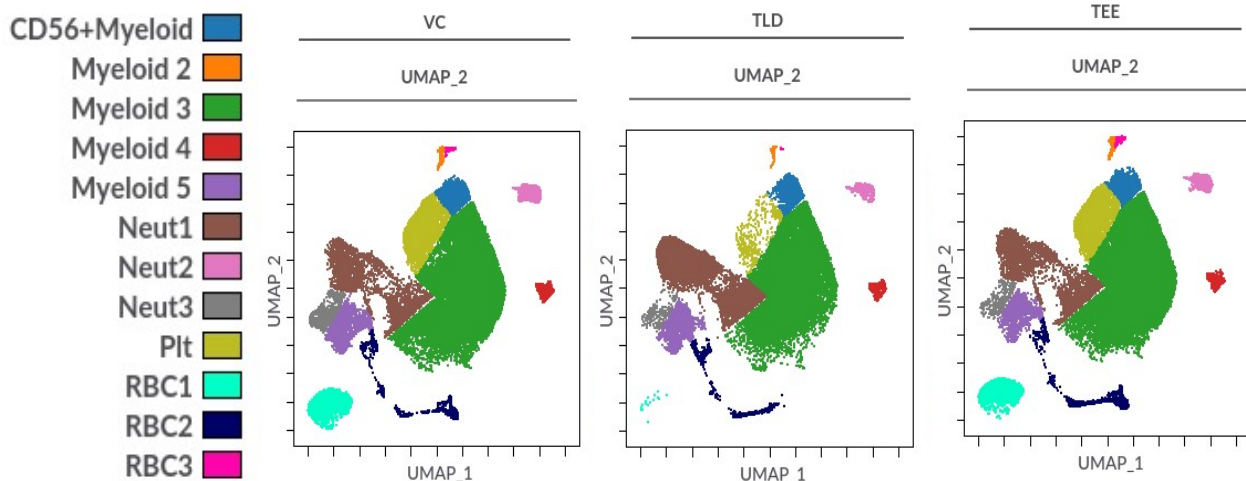 CD56+Myeloid
Myeloid 2
Myeloid 3
Myeloid 4
Myeloid 5
Neut1
Neut2
Neut3
Plt
RBC1
RBC2
RBC3
VC
UMAP_2
UMAP_2
UMAP_1
TLD
UMAP_2
UMAP_2
UMAP_1
TEE
UMAP_2
UMAP_2
UMAP_1